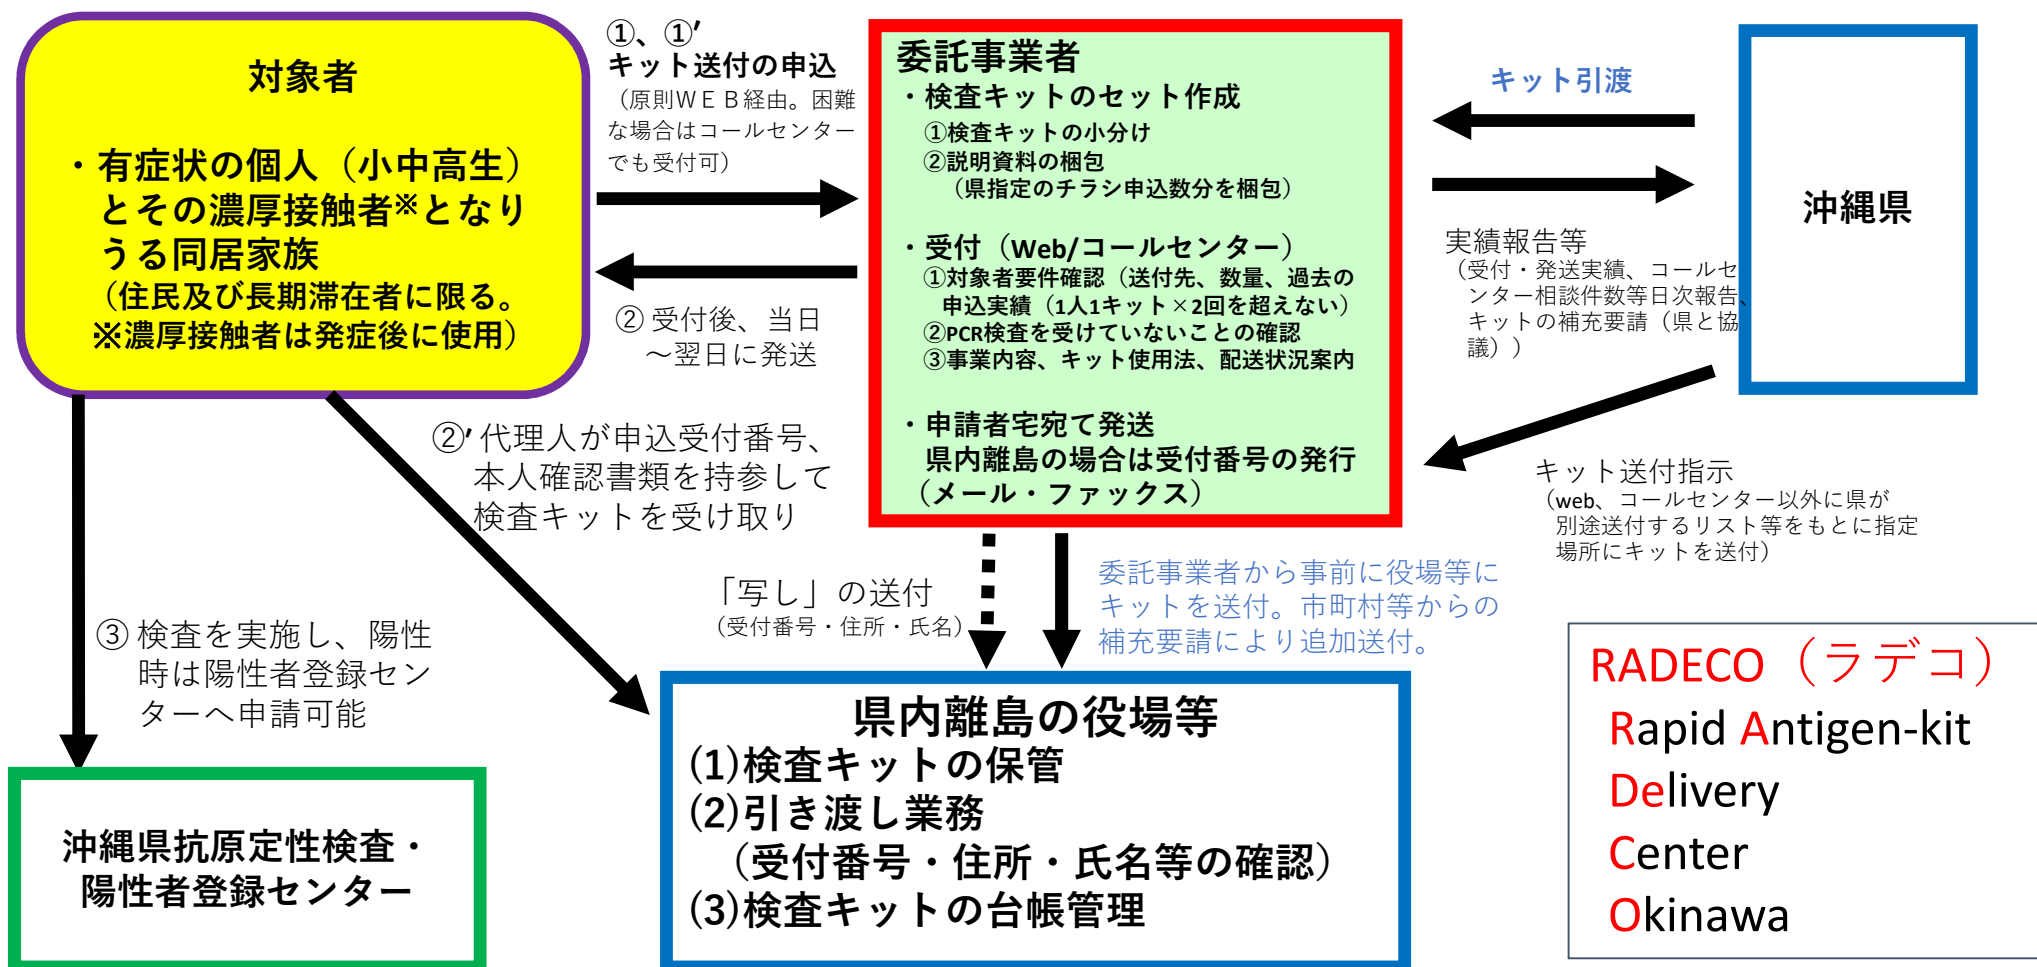 対象者
・有症状の個人（小中高生）
とその濃厚接触者※となり
うる同居家族
（住民及び長期滞在者に限る。
※濃厚接触者は発症後に使用）
①、①′
キット送付の申込
（原則ＷＥＢ経由。困難
な場合はコールセンター
でも受付可）
② 受付後、当日
～翌日に発送
委託事業者
・検査キットのセット作成
①検査キットの小分け
②説明資料の梱包
（県指定のチラシ申込数分を梱包）
・受付（Web/コールセンター）
①対象者要件確認（送付先、数量、過去の
申込実績（1人1キット×2回を超えない）
②PCR検査を受けていないことの確認
③事業内容、キット使用法、配送状況案内
・申請者宅宛て発送
県内離島の場合は受付番号の発行
（メール・ファックス）
キット引渡
沖縄県
実績報告等
（受付・発送実績、コールセ
ンター相談件数等日次報告、
キットの補充要請（県と協
議））
キット送付指示
（web、コールセンター以外に県が
別途送付するリスト等をもとに指定
場所にキットを送付）
②′ 代理人が申込受付番号、
本人確認書類を持参して
検査キットを受け取り
「写し」の送付
（受付番号・住所・氏名）
委託事業者から事前に役場等に
キットを送付。市町村等からの
補充要請により追加送付。
③ 検査を実施し、陽性
時は陽性者登録セン
ターへ申請可能
沖縄県抗原定性検査・
陽性者登録センター
県内離島の役場等
(1)検査キットの保管
(2)引き渡し業務
（受付番号・住所・氏名等の確認）
(3)検査キットの台帳管理
RADECO（ラデコ）
Rapid Antigen-kit
Delivery
Center
Okinawa